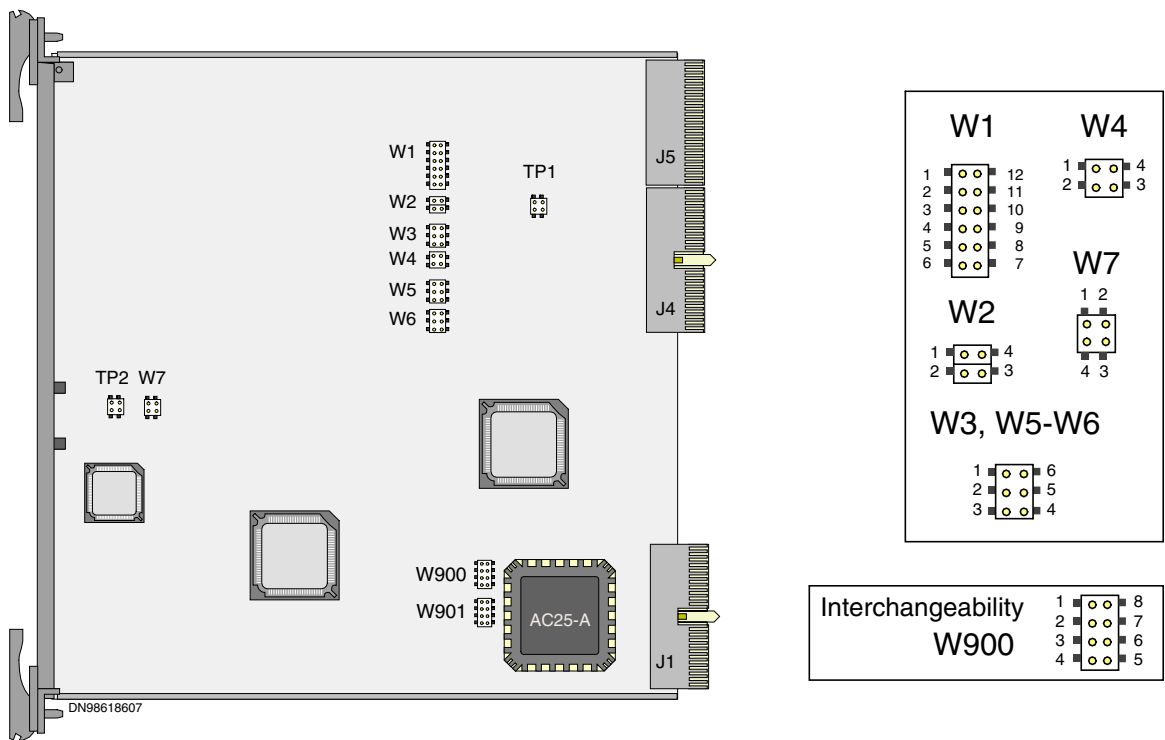 W1
W2
W3
W4
W5
W6
TP1
J5
J4
TP2 W7
W900
W901
AC25-A
J1
DN98618607
W1
1 12
2 11
3 10
4 9
5 8
6 7
W4
1 4
2 3
W7
1 2
4 3
W2
1 4
2 3
W3, W5-W6
1 6
2 5
3 4
Interchangeability
W900
1 8
2 7
3 6
4 5